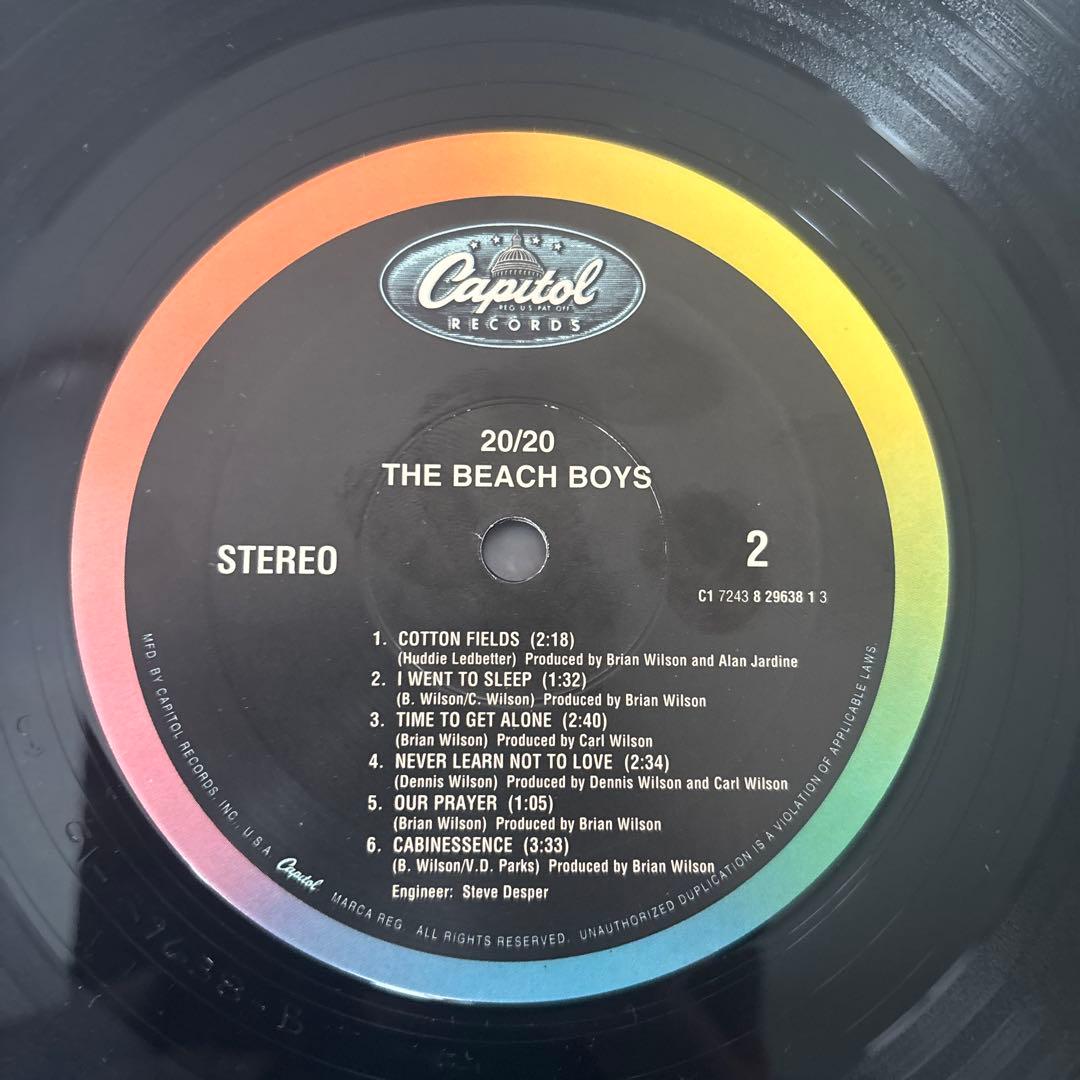 Capitol
REG. U.S. PAT. OFF.
RECORDS
20/20
THE BEACH BOYS
STEREO
2
C1 7243 8 29638 1 3
1. COTTON FIELDS (2:18)
(Huddie Ledbetter) Produced by Brian Wilson and Alan Jardine
2. I WENT TO SLEEP (1:32)
(B. Wilson/C. Wilson) Produced by Brian Wilson
3. TIME TO GET ALONE (2:40)
(Brian Wilson) Produced by Carl Wilson
4. NEVER LEARN NOT TO LOVE (2:34)
(Dennis Wilson) Produced by Dennis Wilson and Carl Wilson
5. OUR PRAYER (1:05)
(Brian Wilson) Produced by Brian Wilson
6. CABINESSENCE (3:33)
(B. Wilson/V.D. Parks) Produced by Brian Wilson
Engineer: Steve Desper
MFD. BY CAPITOL RECORDS, INC., U.S.A. Capitol MARCA REG. ALL RIGHTS RESERVED. UNAUTHORIZED DUPLICATION IS A VIOLATION OF APPLICABLE LAWS.